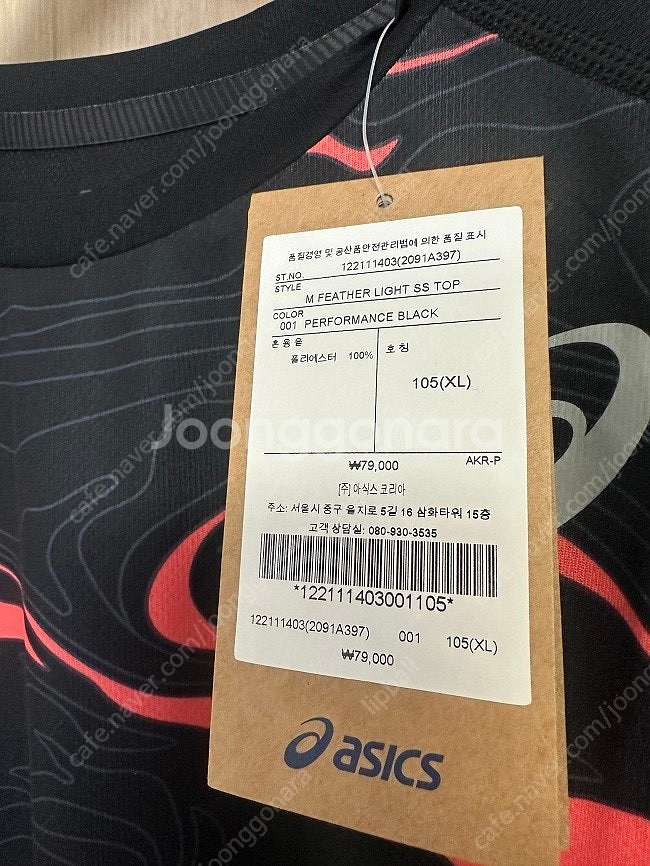 품질경영 및 공산품안전관리법에 의한 품질 표시
ST.NO. 122111403(2091A397)
STYLE M FEATHER LIGHT SS TOP
COLOR 001 PERFORMANCE BLACK
혼용율 호칭
폴리에스터 100%
105(XL)
₩79,000 AKR-P
[주] 아식스 코리아
주소: 서울시 중구 을지로 5길 16 삼화타워 15층
고객 상담실: 080-930-3535
*122111403001105*
122111403(2091A397) 001 105(XL)
₩79,000
asics
Joonggonara
cafe.naver.com/joonggonara